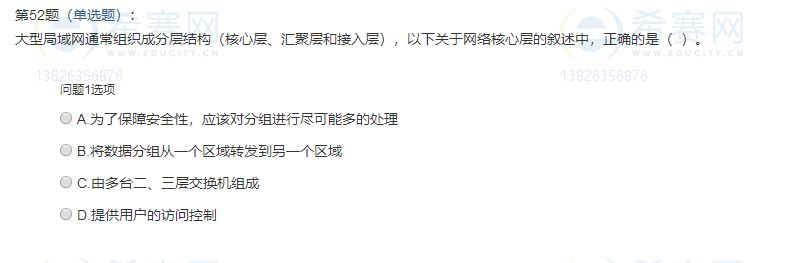 第52题（单选题）：
大型局域网通常组织成分层结构（核心层、汇聚层和接入层），以下关于网络核心层的叙述中，正确的是（ ）。
希赛网
WWW.EDUCITY.CN
希赛网
WWW.EDUCITY.CN
13826356876
13826356876
问题1选项
A.为了保障安全性，应该对分组进行尽可能多的处理
B.将数据分组从一个区域转发到另一个区域
C.由多台二、三层交换机组成
D.提供用户的访问控制